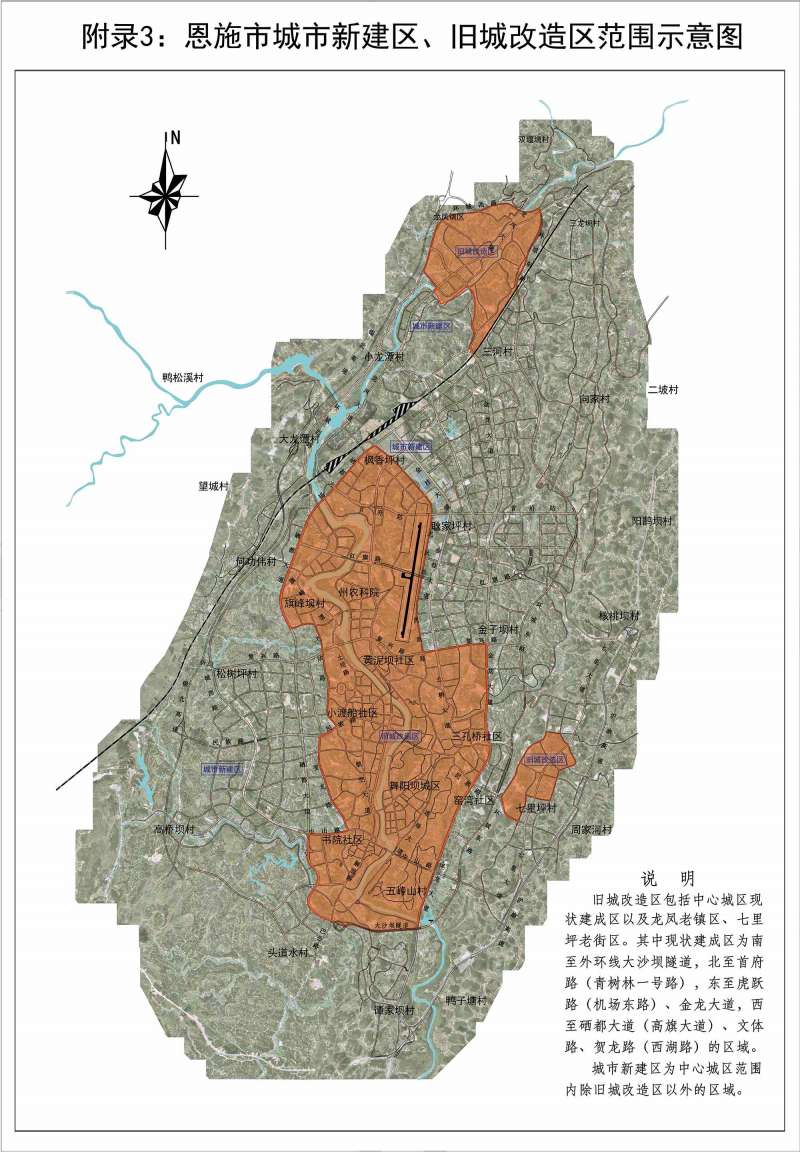 附录3：恩施市城市新建区、旧城改造区范围示意图
N
双堰塘村
龙凤镇区
三龙坝村
旧城改造区
城市新建区
小龙潭村
三河村
鸭松溪村
二坡村
向家村
大龙潭村
城市新建区
枫香坪村
望城村
耿家坪村
阳鹊坝村
何功伟村
州农科院
旗峰坝村
核桃坝村
金子坝村
黄泥坝社区
松树坪村
小渡船社区
旧城改造区
三孔桥社区
旧城改造区
城市新建区
舞阳坝城区
窑湾社区
七里坪村
高桥坝村
周家河村
书院社区
五峰山村
大沙坝隧道
头道水村
谭家坝村
鸭子塘村
说 明
旧城改造区包括中心城区现
状建成区以及龙凤老镇区、七里
坪老街区。其中现状建成区为南
至外环线大沙坝隧道，北至首府
路（青树林一号路），东至虎跃
路（机场东路）、金龙大道，西
至硒都大道（高旗大道）、文体
路、贺龙路（西湖路）的区域。
城市新建区为中心城区范围
内除旧城改造区以外的区域。